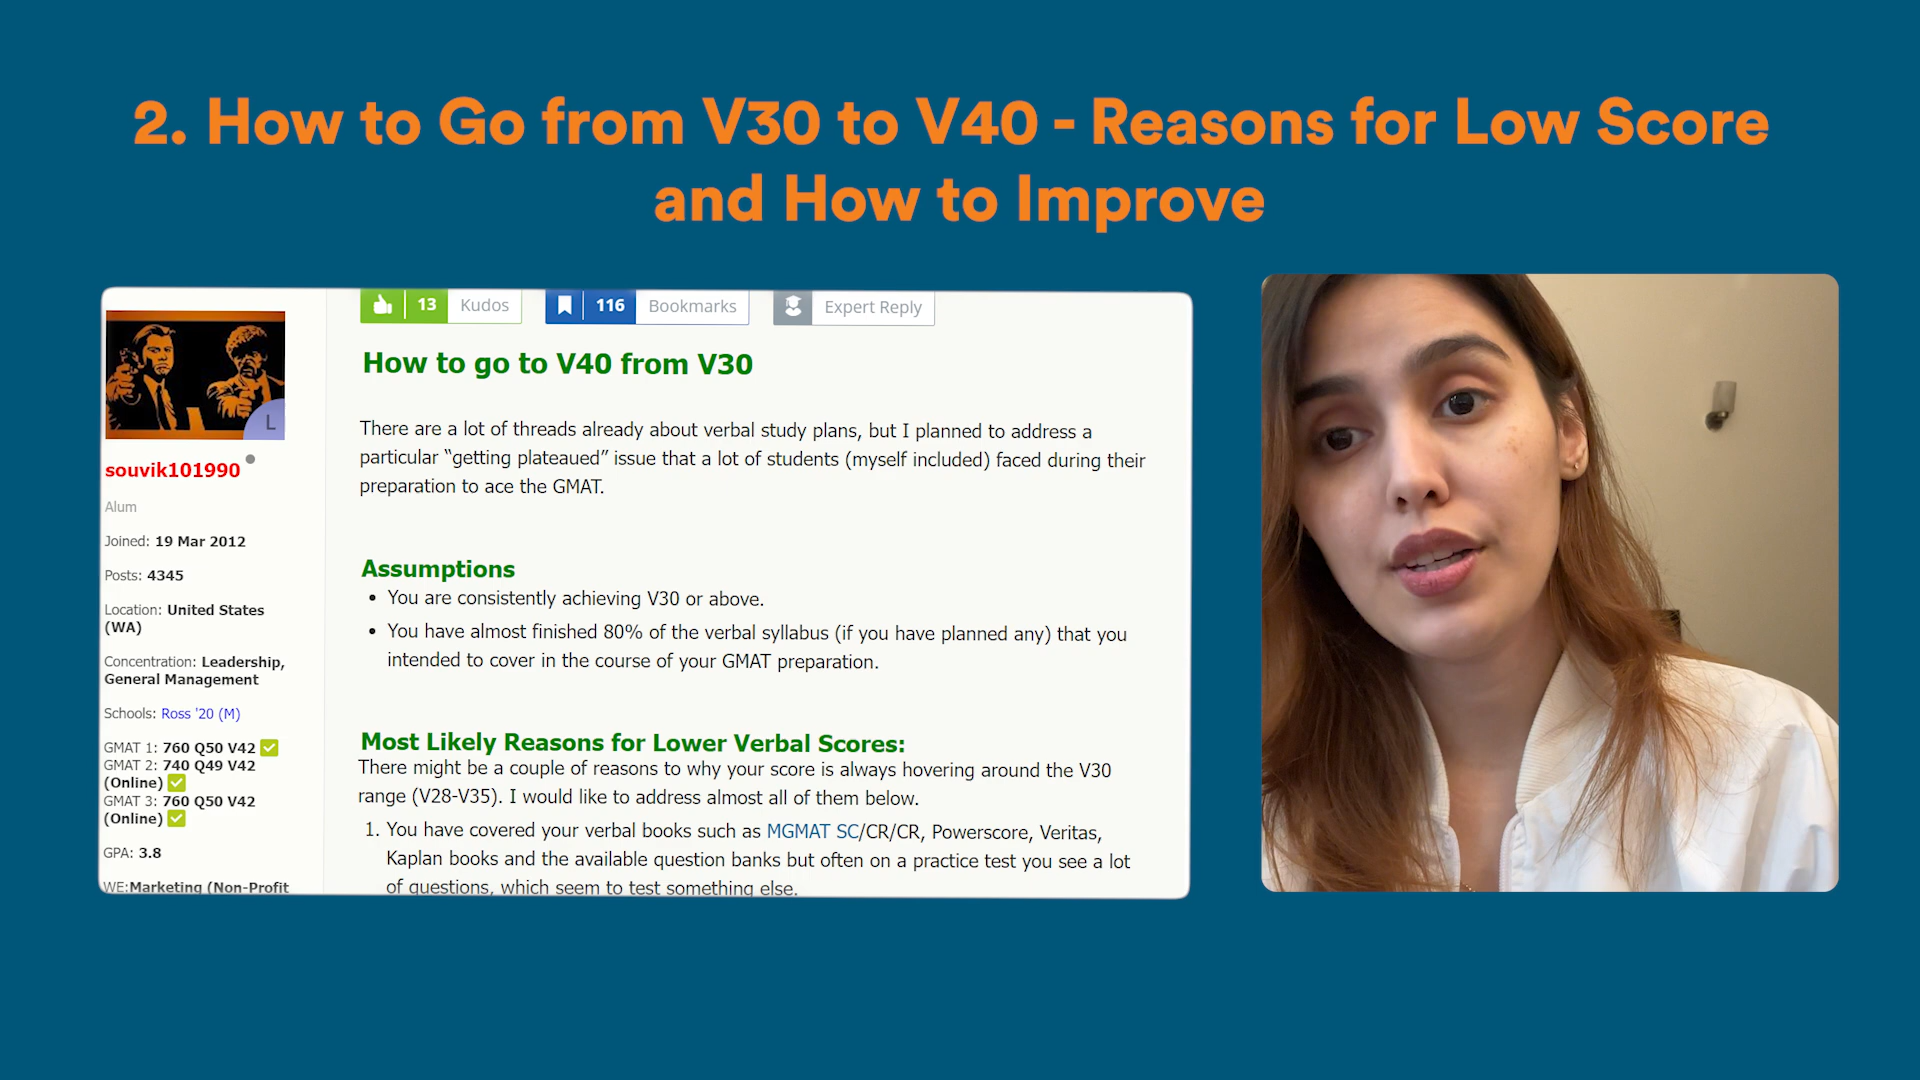 2. How to Go from V30 to V40 - Reasons for Low Score
and How to Improve
13 Kudos
116 Bookmarks
Expert Reply
L
souvik101990
Alum
Joined: 19 Mar 2012
Posts: 4345
Location: United States
(WA)
Concentration: Leadership,
General Management
Schools: Ross '20 (M)
GMAT 1: 760 Q50 V42
GMAT 2: 740 Q49 V42
(Online)
GMAT 3: 760 Q50 V42
(Online)
GPA: 3.8
WE:Marketing (Non-Profit
How to go to V40 from V30
There are a lot of threads already about verbal study plans, but I planned to address a
particular “getting plateaued” issue that a lot of students (myself included) faced during their
preparation to ace the GMAT.
Assumptions
• You are consistently achieving V30 or above.
• You have almost finished 80% of the verbal syllabus (if you have planned any) that you
intended to cover in the course of your GMAT preparation.
Most Likely Reasons for Lower Verbal Scores:
There might be a couple of reasons to why your score is always hovering around the V30
range (V28-V35). I would like to address almost all of them below.
1. You have covered your verbal books such as MGMAT SC/CR/CR, Powerscore, Veritas,
Kaplan books and the available question banks but often on a practice test you see a lot
of questions, which seem to test something else.